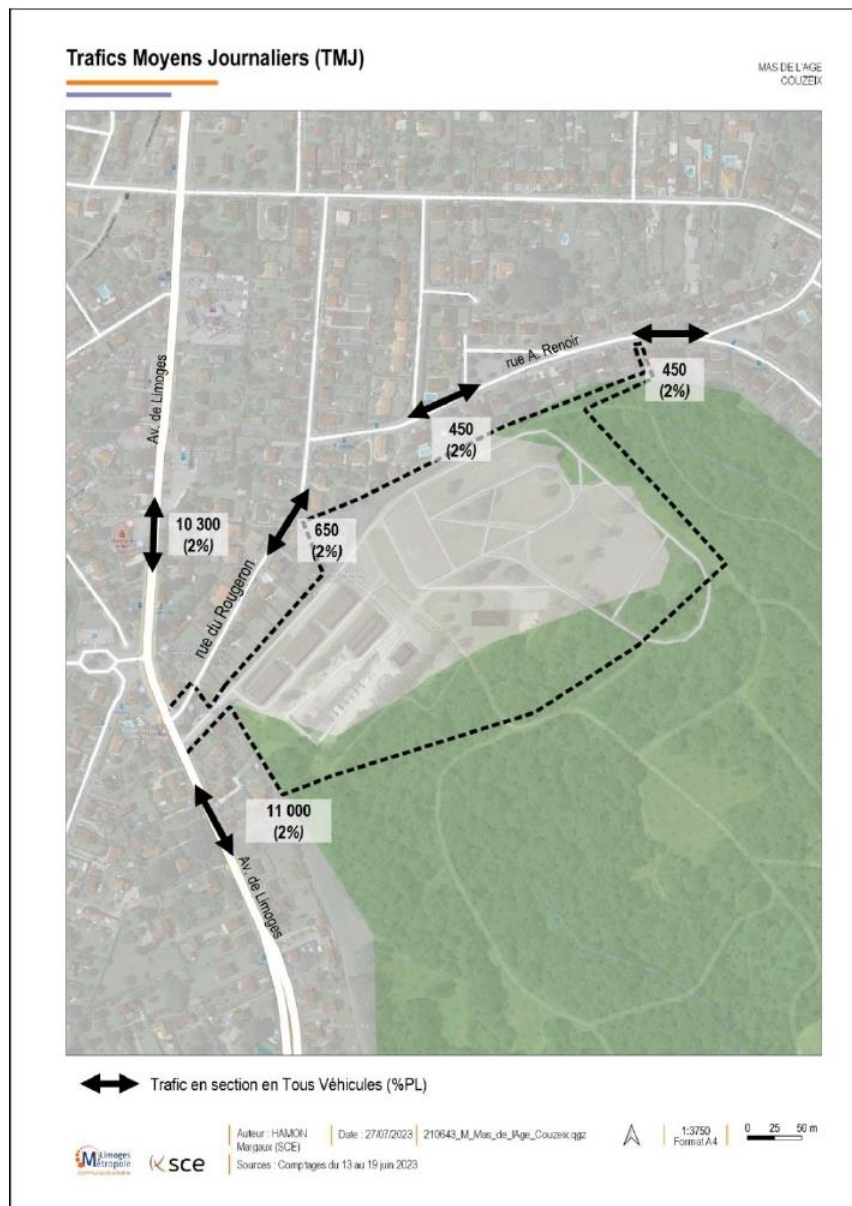 Trafics Moyens Journaliers (TMJ)
MAS DE L'AGE
COUZEIX
rue A. Renoir
450
(2%)
450
(2%)
Av. de Limoges
10 300
(2%)
650
(2%)
rue du Rougeron
11 000
(2%)
Av. de Limoges
Trafic en section en Tous Véhicules (%PL)
Auteur : HAMON
Margaux (SCE)
Date : 27/07/2023
210643_M_Mas_de_lAge_Couzeix.qgz
Sources : Comptages du 13 au 19 juin 2023
1:3750
Format A4
0 25 50 m
Limoges
Métropole
sce